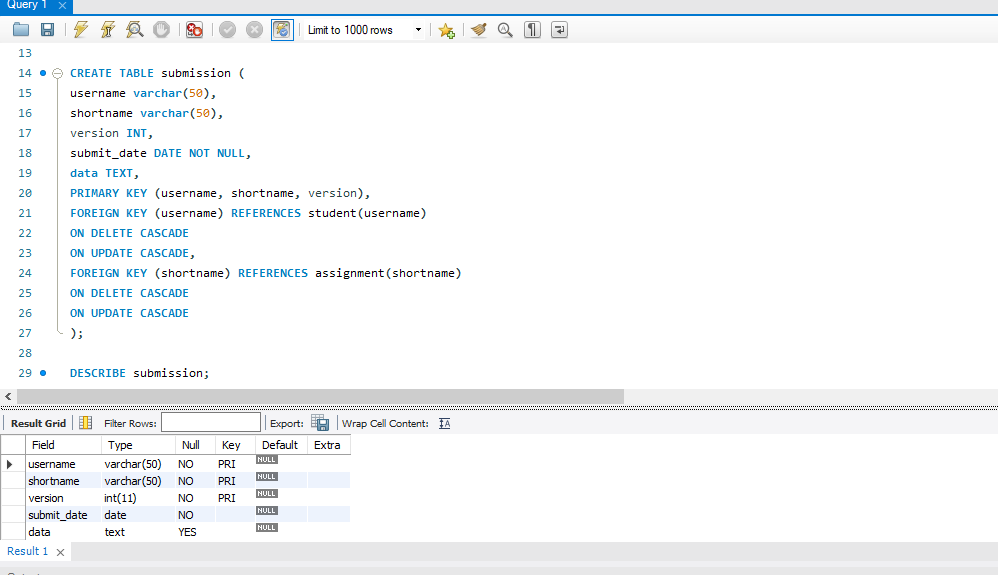 Query 1
Limit to 1000 rows
13
14 CREATE TABLE submission (
15 username varchar(50),
16 shortname varchar(50),
17 version INT,
18 submit_date DATE NOT NULL,
19 data TEXT,
20 PRIMARY KEY (username, shortname, version),
21 FOREIGN KEY (username) REFERENCES student(username)
22 ON DELETE CASCADE
23 ON UPDATE CASCADE,
24 FOREIGN KEY (shortname) REFERENCES assignment(shortname)
25 ON DELETE CASCADE
26 ON UPDATE CASCADE
27 );
28
29 DESCRIBE submission;
Result Grid Filter Rows: Export: Wrap Cell Content: IA
Field Type Null Key Default Extra
username varchar(50) NO PRI NULL
shortname varchar(50) NO PRI NULL
version int(11) NO PRI NULL
submit_date date NO NULL
data text YES NULL
Result 1